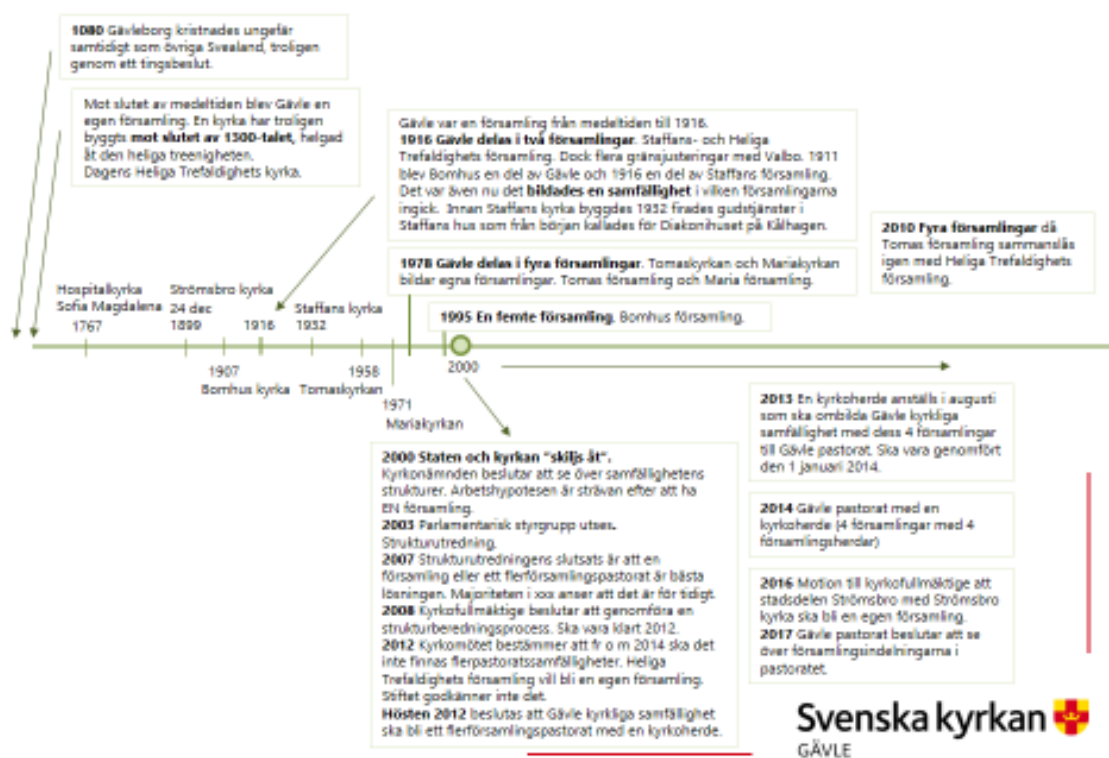 1080 Gävleborg kristnades ungefär
samtidigt som övriga Svealand, troligen
genom ett tingsbeslut.
Mot slutet av medeltiden blev Gävle en
egen församling. En kyrka har troligen
byggts mot slutet av 1300-talet, helgad
åt den heliga treenigheten.
Dagens Heliga Trefaldighets kyrka.
Gävle var en församling från medeltiden till 1916.
1916 Gävle delas i två församlingar. Staffans- och Heliga
Trefaldighets församling. Dock flera gränsjusteringar med Valbo. 1911
blev Bomhus en del av Gävle och 1916 en del av Staffans församling.
Det var även nu det bildades en samfällighet i vilken församlingarna
ingick. Innan Staffans kyrka byggdes 1932 firades gudstjänster i
Staffans hus som från början kallades för Diakonihuset på Kålhagen.
1978 Gävle delas i fyra församlingar. Tomaskyrkan och Mariakyrkan
bildar egna församlingar. Tomas församling och Maria församling.
1995 En femte församling. Bomhus församling.
2010 Fyra församlingar då
Tomas församling sammanslås
igen med Heliga Trefaldighets
församling.
Hospitalkyrka
Sofia Magdalena
1767
Strömsbro kyrka
24 dec
1899
1916
Staffans kyrka
1932
1907
Bomhus kyrka
1958
Tomaskyrkan
1971
Mariakyrkan
2000
2000 Staten och kyrkan "skiljs åt".
Kyrkonämnden beslutar att se över samfällighetens
strukturer. Arbetshypotesen är strävan efter att ha
EN församling.
2003 Parlamentarisk styrgrupp utses.
Strukturutredning.
2007 Strukturutredningens slutsats är att en
församling eller ett flerförsamlingspastorat är bästa
lösningen. Majoriteten i xxx anser att det är för tidigt.
2008 Kyrkofullmäktige beslutar att genomföra en
strukturberedningsprocess. Ska vara klart 2012.
2012 Kyrkomötet bestämmer att fr o m 2014 ska det
inte finnas flerpastoratssamfälligheter. Heliga
Trefaldighets församling vill bli en egen församling.
Stiftet godkänner inte det.
Hösten 2012 beslutas att Gävle kyrkliga samfällighet
ska bli ett flerförsamlingspastorat med en kyrkoherde.
2013 En kyrkoherde anställs i augusti
som ska ombilda Gävle kyrkliga
samfällighet med dess 4 församlingar
till Gävle pastorat. Ska vara genomfört
den 1 januari 2014.
2014 Gävle pastorat med en
kyrkoherde (4 församlingar med 4
församlingsherdar)
2016 Motion till kyrkofullmäktige att
stadsdelen Strömsbro med Strömsbro
kyrka ska bli en egen församling.
2017 Gävle pastorat beslutar att se
över församlingsindelningarna i
pastoratet.
Svenska kyrkan
GÄVLE